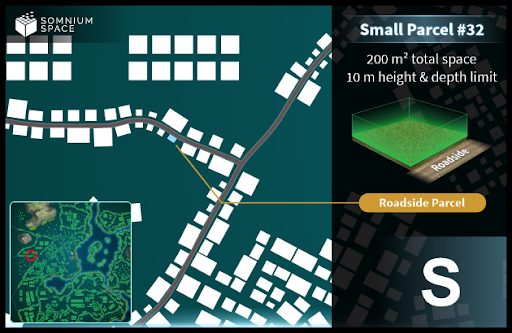 SOMNIUM
SPACE
Small Parcel #32
200 m² total space
10 m height & depth limit
Roadside
Roadside Parcel
S